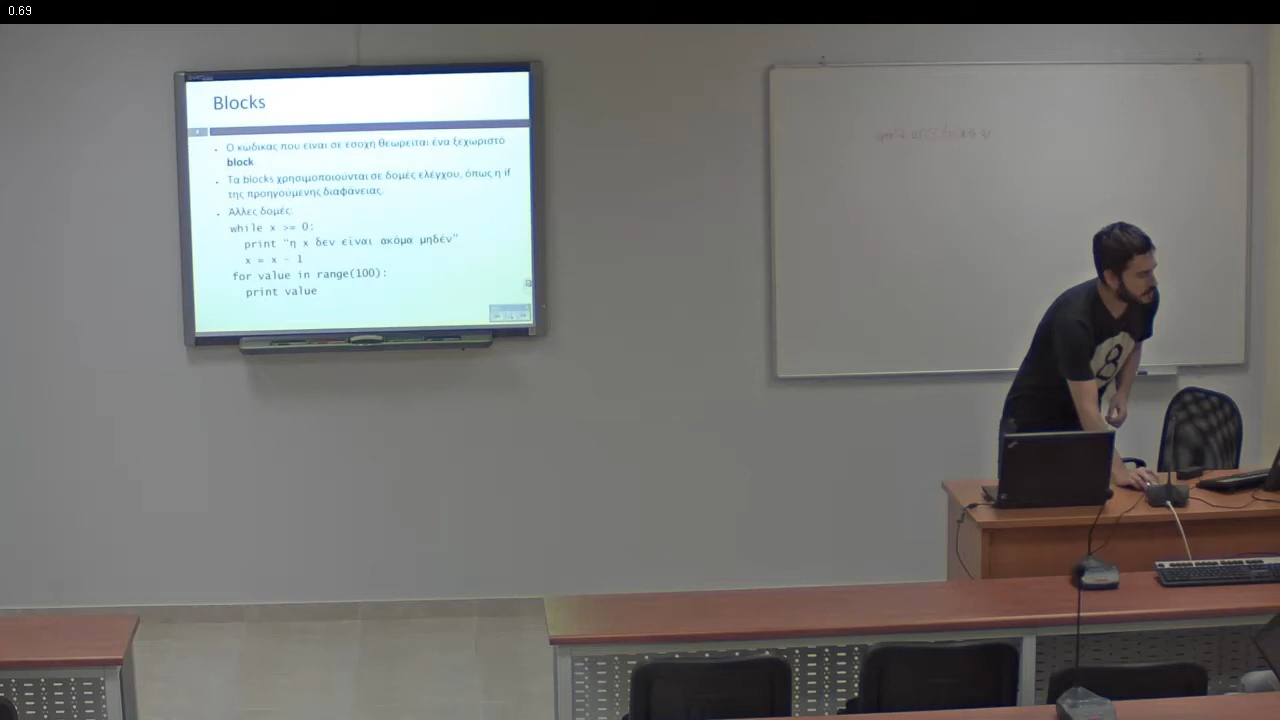 0.69
Blocks
• Ο κώδικας που είναι σε εσοχή θεωρείται ένα ξεχωριστό
block
• Τα blocks χρησιμοποιούνται σε δομές ελέγχου, όπως η if
της προηγούμενης διαφάνειας.
• Άλλες δομές:
while x >= 0:
print “η x δεν είναι ακόμα μηδέν”
x = x - 1
for value in range(100):
print value
8